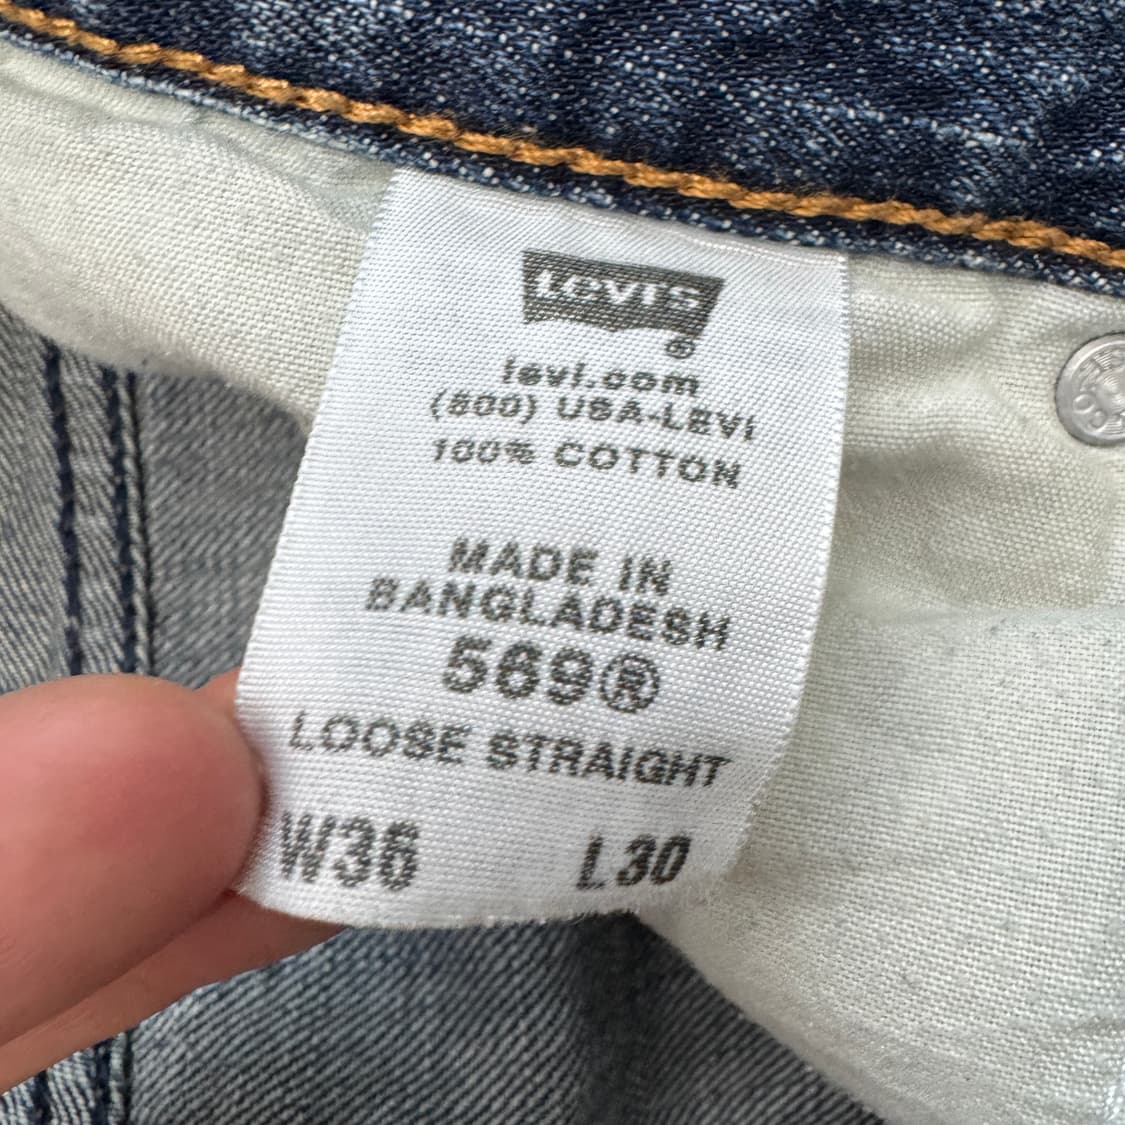 LEVI'S
®
levi.com
(800) USA-LEVI
100% COTTON
MADE IN
BANGLADESH
569®
LOOSE STRAIGHT
W36 L30